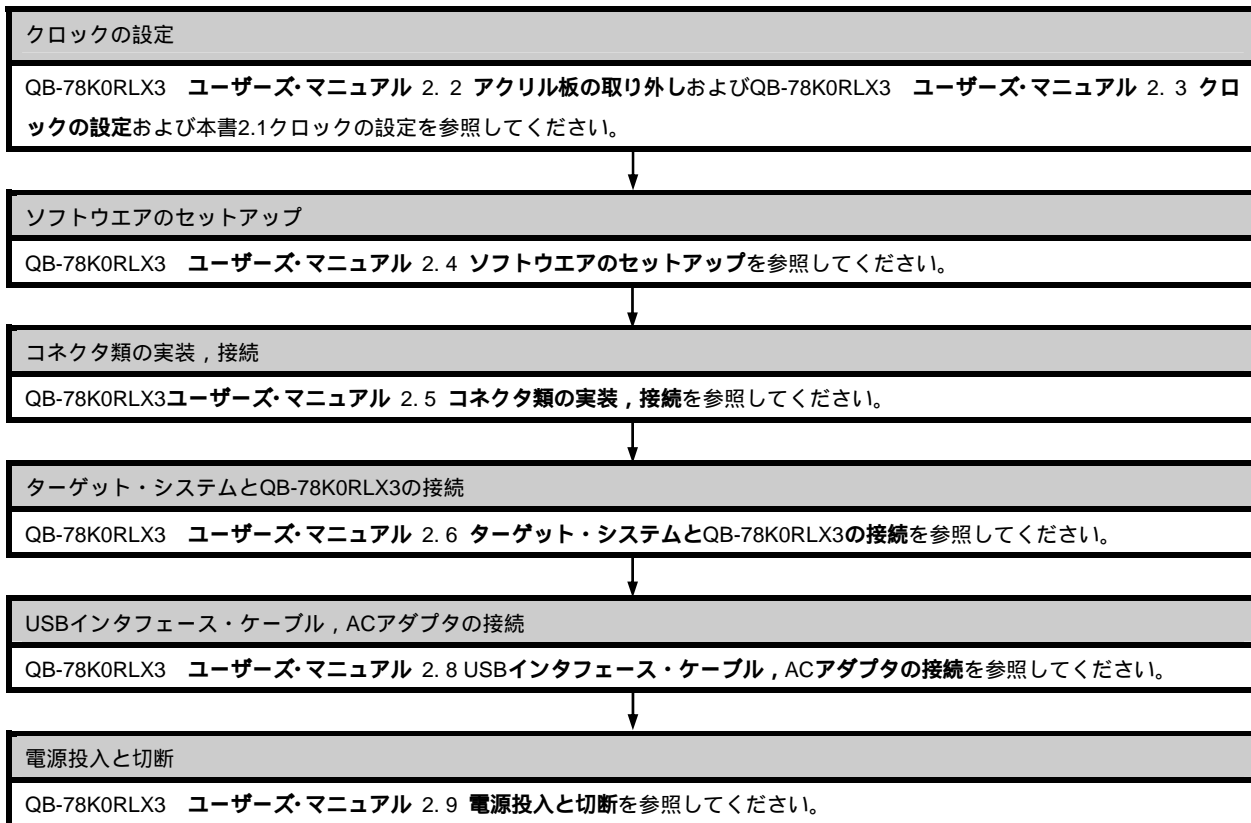 クロックの設定
QB-78K0RLX3　ユーザーズ・マニュアル 2. 2 アクリル板の取り外しおよびQB-78K0RLX3　ユーザーズ・マニュアル 2. 3 クロ
ックの設定および本書2.1クロックの設定を参照してください。
ソフトウエアのセットアップ
QB-78K0RLX3　ユーザーズ・マニュアル 2. 4 ソフトウエアのセットアップを参照してください。
コネクタ類の実装，接続
QB-78K0RLX3ユーザーズ・マニュアル 2. 5 コネクタ類の実装，接続を参照してください。
ターゲット・システムとQB-78K0RLX3の接続
QB-78K0RLX3　ユーザーズ・マニュアル 2. 6 ターゲット・システムとQB-78K0RLX3の接続を参照してください。
USBインタフェース・ケーブル，ACアダプタの接続
QB-78K0RLX3　ユーザーズ・マニュアル 2. 8 USBインタフェース・ケーブル，ACアダプタの接続を参照してください。
電源投入と切断
QB-78K0RLX3　ユーザーズ・マニュアル 2. 9 電源投入と切断を参照してください。